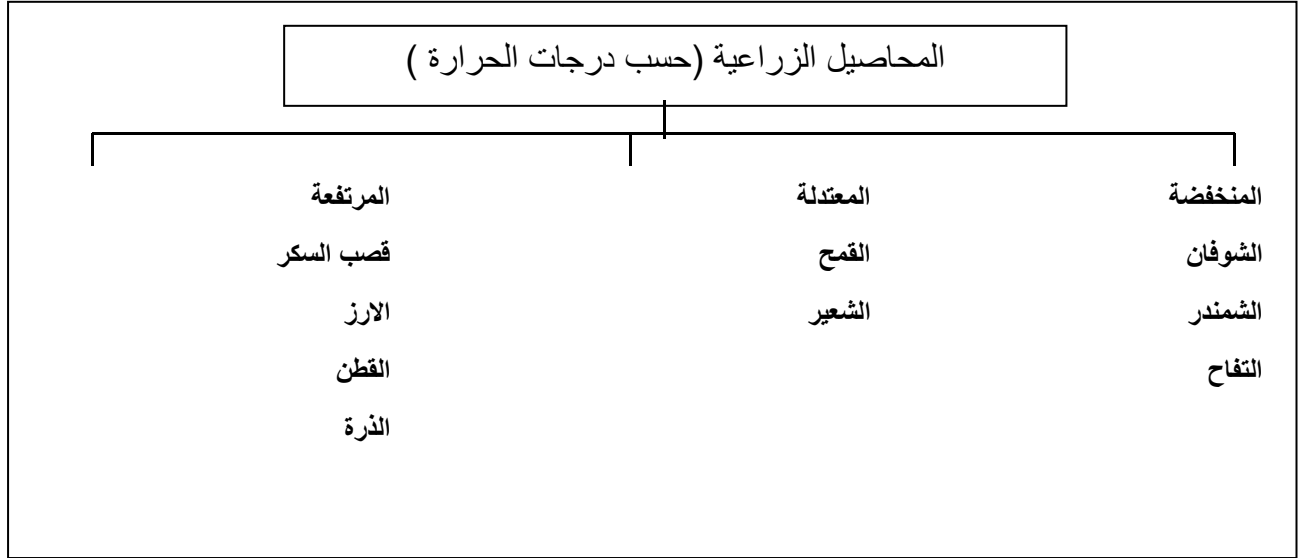 المحاصيل الزراعية (حسب درجات الحرارة )
المنخفضة المعتدلة المرتفعة
الشوفان القمح قصب السكر
الشمندر الشعير الارز
التفاح القطن
الذرة